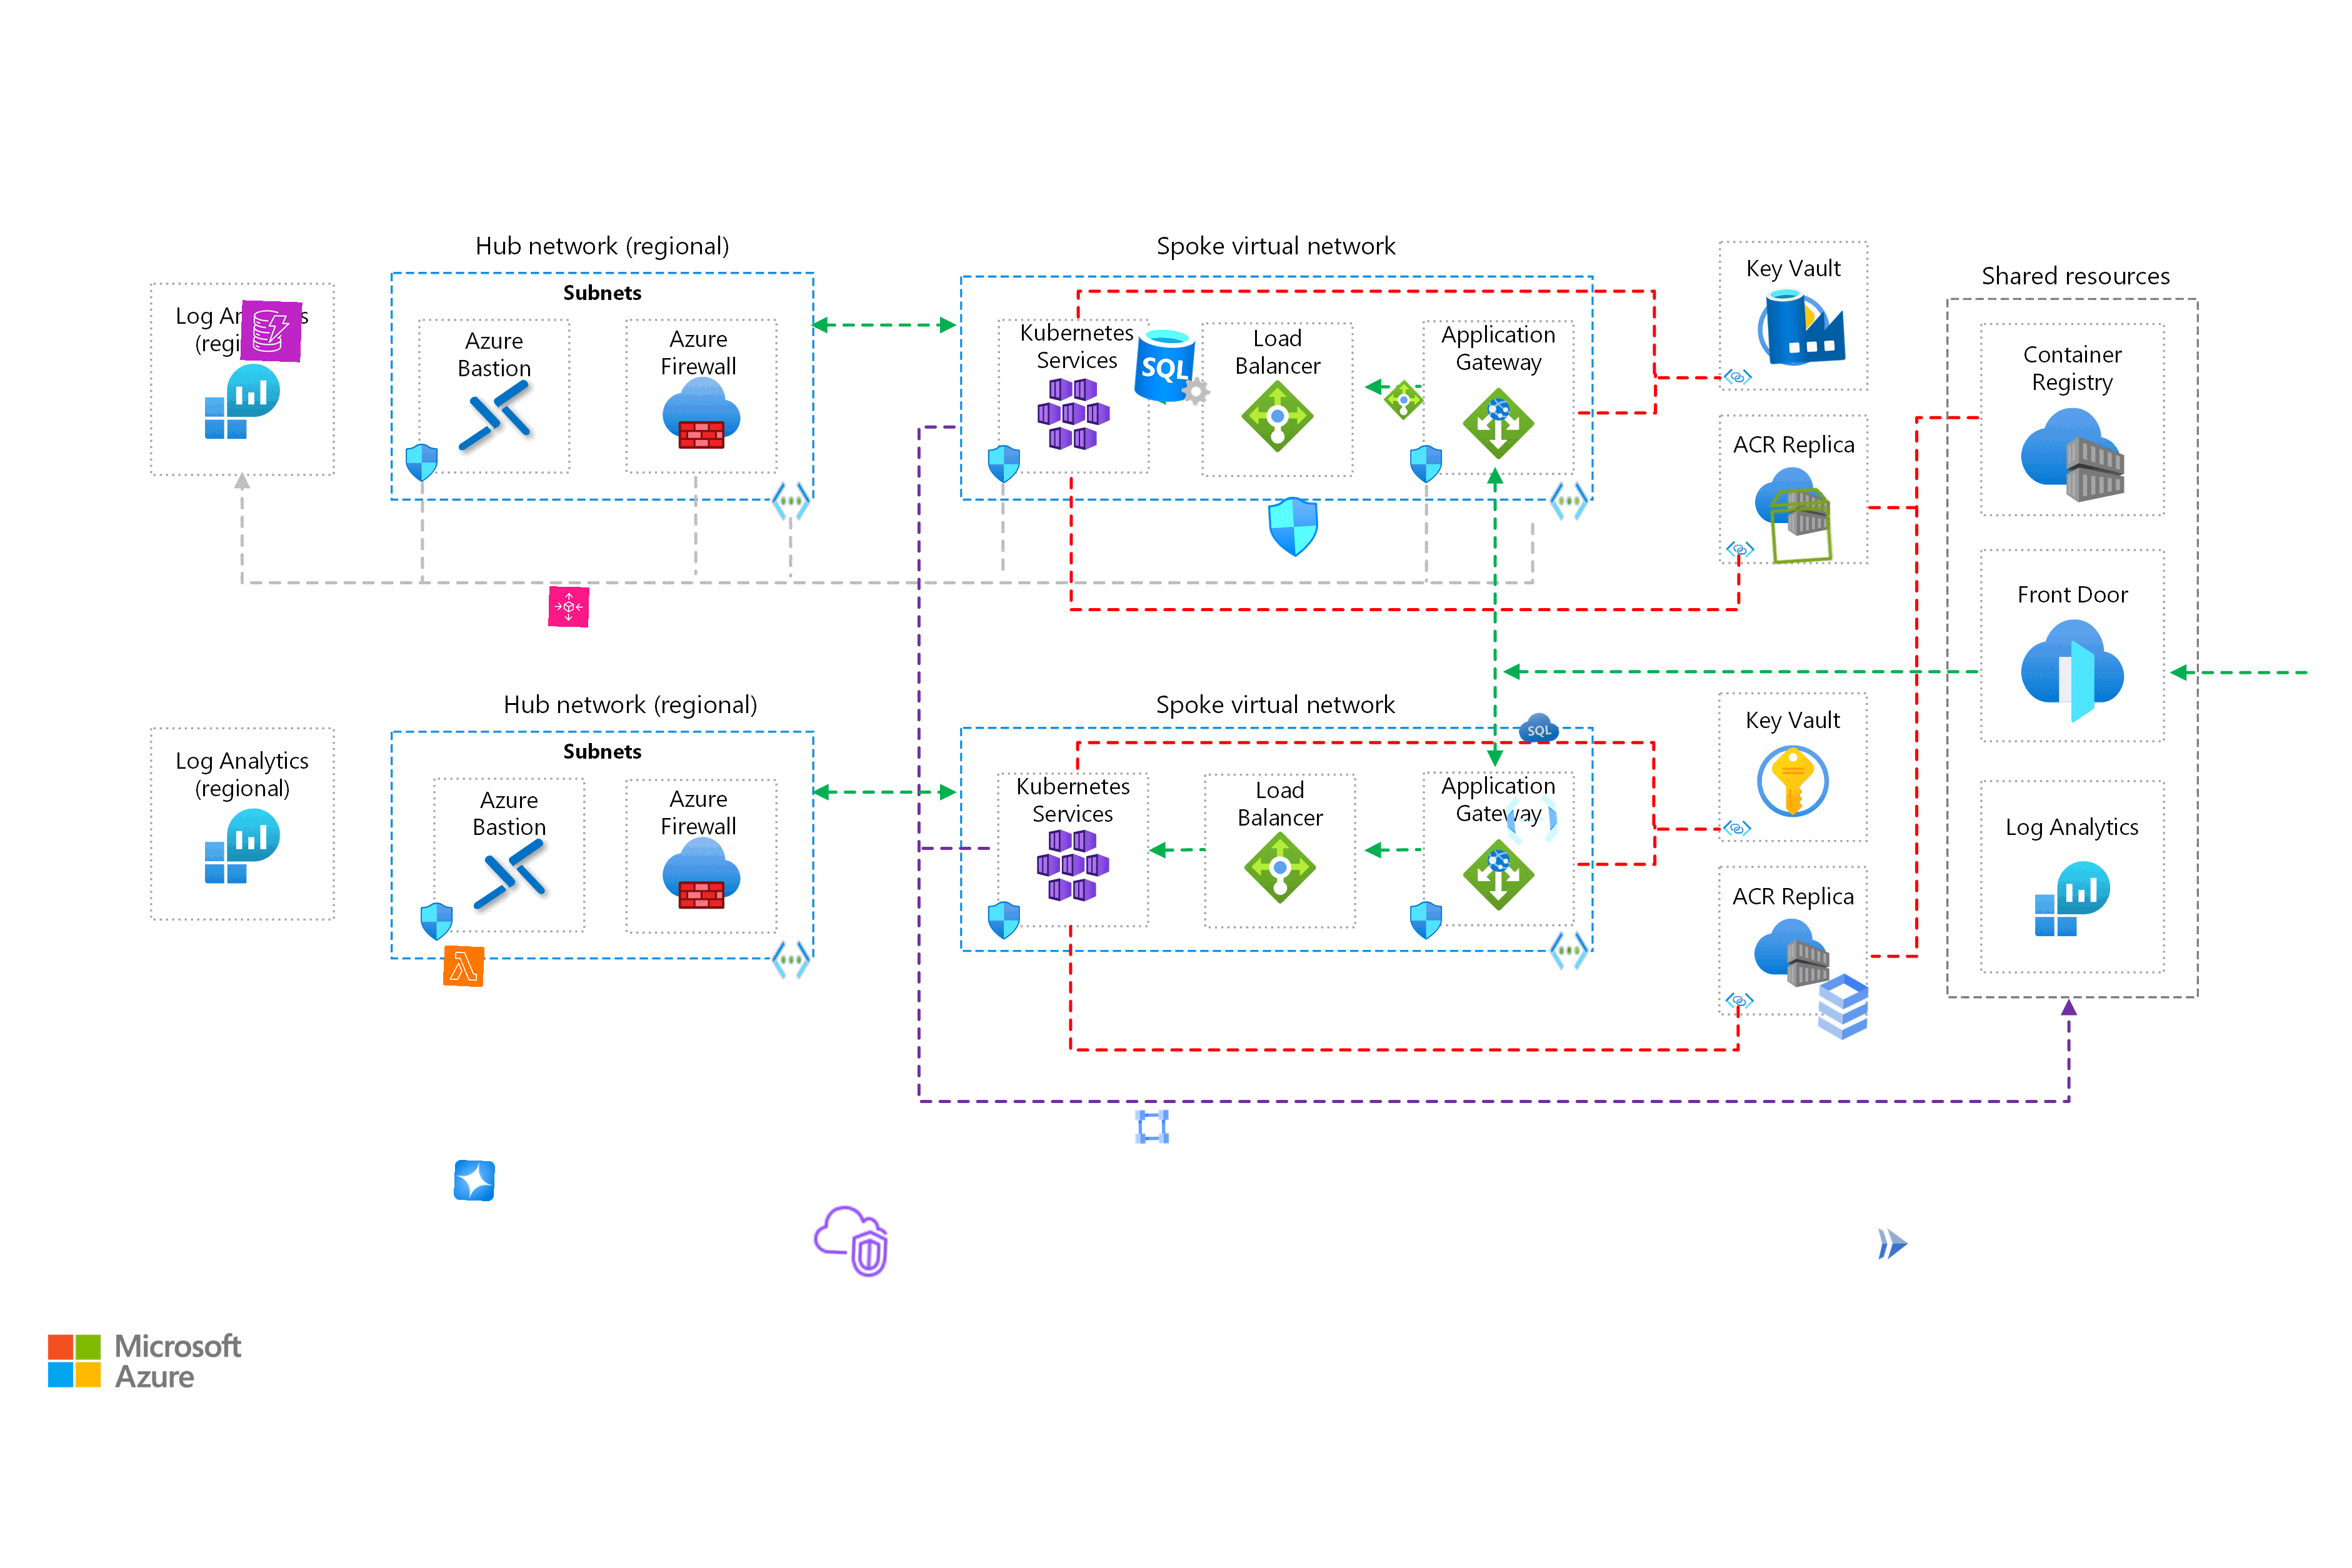 Hub network (regional)
Subnets
Log
(regi
Azure
Bastion
Azure
Firewall
Spoke virtual network
Kubernetes
Services
SQL
Load
Balancer
Application
Gateway
Key Vault
ACR Replica
Shared resources
Container
Registry
Front Door
Log Analytics
Hub network (regional)
Subnets
Log Analytics
(regional)
Azure
Bastion
Azure
Firewall
Spoke virtual network
SQL
Kubernetes
Services
Load
Balancer
Application
Gateway
Key Vault
ACR Replica
Microsoft
Azure